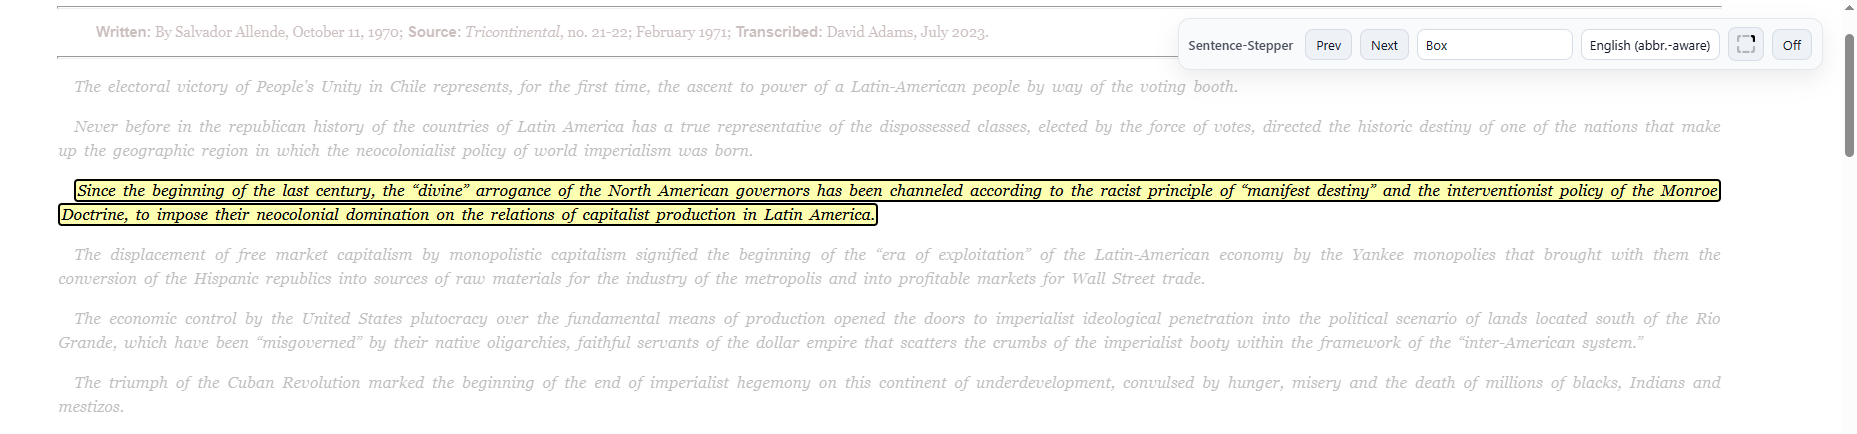 Written: By Salvador Allende, October 11, 1970; Source: Tricontinental, no. 21-22; February 1971; Transcribed: David Adams, July 2023.
Sentence-Stepper Prev Next Box English (abbr.-aware) Off
The electoral victory of People's Unity in Chile represents, for the first time, the ascent to power of a Latin-American people by way of the voting booth.
Never before in the republican history of the countries of Latin America has a true representative of the dispossessed classes, elected by the force of votes, directed the historic destiny of one of the nations that make
up the geographic region in which the neocolonialist policy of world imperialism was born.
Since the beginning of the last century, the “divine” arrogance of the North American governors has been channeled according to the racist principle of “manifest destiny” and the interventionist policy of the Monroe
Doctrine, to impose their neocolonial domination on the relations of capitalist production in Latin America.
The displacement of free market capitalism by monopolistic capitalism signified the beginning of the “era of exploitation” of the Latin-American economy by the Yankee monopolies that brought with them the
conversion of the Hispanic republics into sources of raw materials for the industry of the metropolis and into profitable markets for Wall Street trade.
The economic control by the United States plutocracy over the fundamental means of production opened the doors to imperialist ideological penetration into the political scenario of lands located south of the Rio
Grande, which have been “misgoverned” by their native oligarchies, faithful servants of the dollar empire that scatters the crumbs of the imperialist booty within the framework of the “inter-American system.”
The triumph of the Cuban Revolution marked the beginning of the end of imperialist hegemony on this continent of underdevelopment, convulsed by hunger, misery and the death of millions of blacks, Indians and
mestizos.